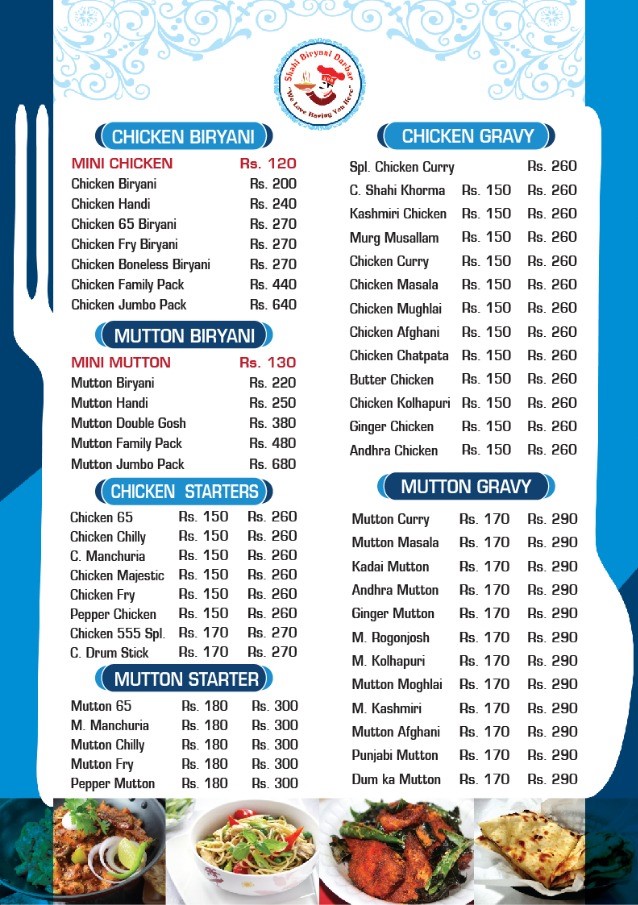 Shahi Biryani Darbar
"We Love Having You Here"
CHICKEN BIRYANI
MINI CHICKEN Rs. 120
Chicken Biryani Rs. 200
Chicken Handi Rs. 240
Chicken 65 Biryani Rs. 270
Chicken Fry Biryani Rs. 270
Chicken Boneless Biryani Rs. 270
Chicken Family Pack Rs. 440
Chicken Jumbo Pack Rs. 640
MUTTON BIRYANI
MINI MUTTON Rs. 130
Mutton Biryani Rs. 220
Mutton Handi Rs. 250
Mutton Double Gosh Rs. 380
Mutton Family Pack Rs. 480
Mutton Jumbo Pack Rs. 680
CHICKEN STARTERS
Chicken 65 Rs. 150 Rs. 260
Chicken Chilly Rs. 150 Rs. 260
C. Manchuria Rs. 150 Rs. 260
Chicken Majestic Rs. 150 Rs. 260
Chicken Fry Rs. 150 Rs. 260
Pepper Chicken Rs. 150 Rs. 260
Chicken 555 Spl. Rs. 170 Rs. 270
C. Drum Stick Rs. 170 Rs. 270
MUTTON STARTER
Mutton 65 Rs. 180 Rs. 300
M. Manchuria Rs. 180 Rs. 300
Mutton Chilly Rs. 180 Rs. 300
Mutton Fry Rs. 180 Rs. 300
Pepper Mutton Rs. 180 Rs. 300
CHICKEN GRAVY
Spl. Chicken Curry Rs. 260
C. Shahi Khorma Rs. 150 Rs. 260
Kashmiri Chicken Rs. 150 Rs. 260
Murg Musallam Rs. 150 Rs. 260
Chicken Curry Rs. 150 Rs. 260
Chicken Masala Rs. 150 Rs. 260
Chicken Mughlai Rs. 150 Rs. 260
Chicken Afghani Rs. 150 Rs. 260
Chicken Chatpata Rs. 150 Rs. 260
Butter Chicken Rs. 150 Rs. 260
Chicken Kolhapuri Rs. 150 Rs. 260
Ginger Chicken Rs. 150 Rs. 260
Andhra Chicken Rs. 150 Rs. 260
MUTTON GRAVY
Mutton Curry Rs. 170 Rs. 290
Mutton Masala Rs. 170 Rs. 290
Kadai Mutton Rs. 170 Rs. 290
Andhra Mutton Rs. 170 Rs. 290
Ginger Mutton Rs. 170 Rs. 290
M. Rogonjosh Rs. 170 Rs. 290
M. Kolhapuri Rs. 170 Rs. 290
Mutton Moghlai Rs. 170 Rs. 290
M. Kashmiri Rs. 170 Rs. 290
Mutton Afghani Rs. 170 Rs. 290
Punjabi Mutton Rs. 170 Rs. 290
Dum ka Mutton Rs. 170 Rs. 290